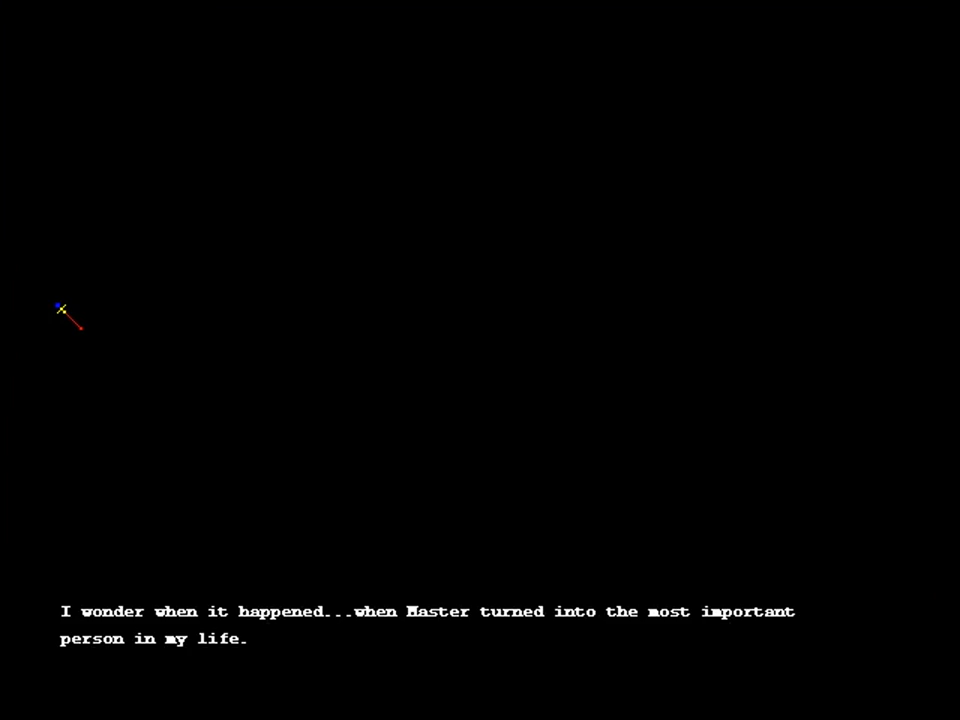 I wonder when it happened...when Master turned into the most important
person in my life.